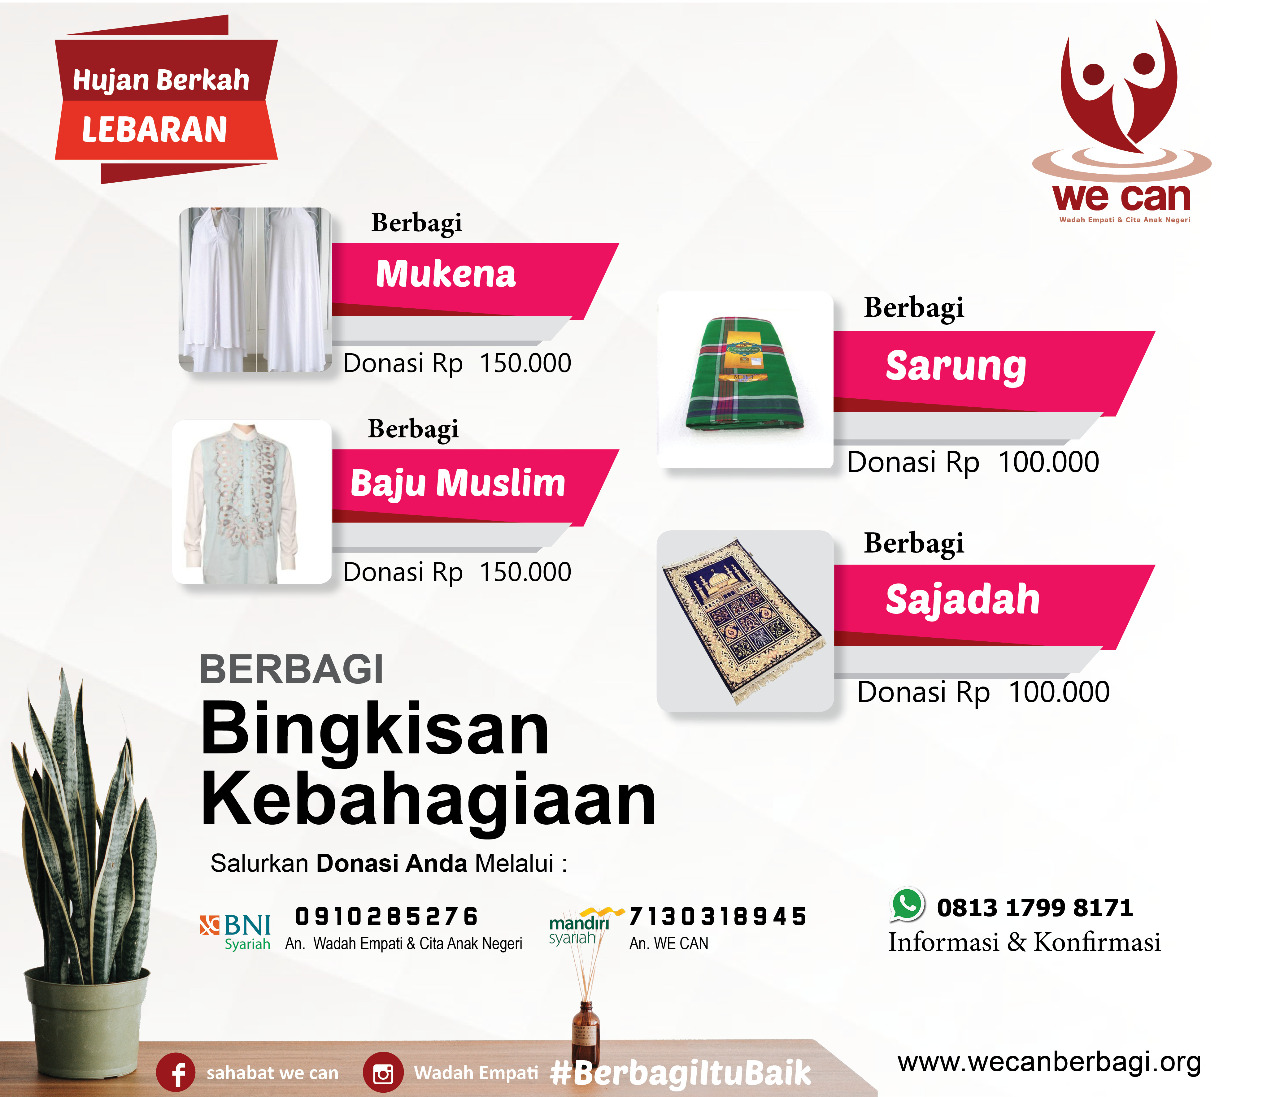 Hujan Berkah
LEBARAN
we can
Wadah Empati & Cita Anak Negeri
Berbagi
Mukena
Donasi Rp 150.000
Berbagi
Baju Muslim
Donasi Rp 150.000
Berbagi
Sarung
Donasi Rp 100.000
Berbagi
Sajadah
Donasi Rp 100.000
BERBAGI
Bingkisan
Kebahagiaan
Salurkan Donasi Anda Melalui :
BNI
Syariah
0910285276
An. Wadah Empati & Cita Anak Negeri
mandiri
syariah
7130318945
An. WE CAN
0813 1799 8171
Informasi & Konfirmasi
sahabat we can
Wadah Empati
#BerbagiItuBaik
www.wecanberbagi.org